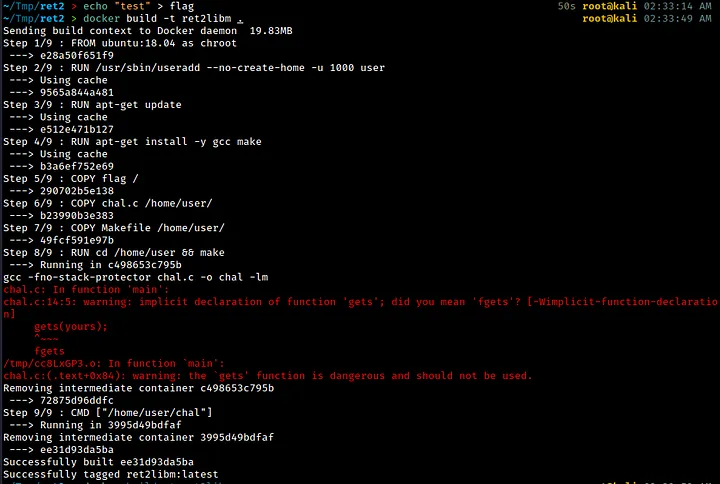 ~/Tmp/ret2 > echo "test" > flag 50s root@kali 02:33:14 AM
~/Tmp/ret2 > docker build -t ret2libm . root@kali 02:33:49 AM
Sending build context to Docker daemon  19.83MB
Step 1/9 : FROM ubuntu:18.04 as chroot
 ---> e28a50f651f9
Step 2/9 : RUN /usr/sbin/useradd --no-create-home -u 1000 user
 ---> Using cache
 ---> 9565a844a481
Step 3/9 : RUN apt-get update
 ---> Using cache
 ---> e512e471b127
Step 4/9 : RUN apt-get install -y gcc make
 ---> Using cache
 ---> b3a6ef752e69
Step 5/9 : COPY flag /
 ---> 290702b5e138
Step 6/9 : COPY chal.c /home/user/
 ---> b23990b3e383
Step 7/9 : COPY Makefile /home/user/
 ---> 49fcf591e97b
Step 8/9 : RUN cd /home/user && make
 ---> Running in c498653c795b
gcc -fno-stack-protector chal.c -o chal -lm
chal.c: In function 'main':
chal.c:14:5: warning: implicit declaration of function 'gets'; did you mean 'fgets'? [-Wimplicit-function-declaratio
n]
     gets(yours);
     ^~~~
     fgets
/tmp/cc8LxGP3.o: In function `main':
chal.c:(.text+0x84): warning: the `gets' function is dangerous and should not be used.
Removing intermediate container c498653c795b
 ---> 72875d96ddfc
Step 9/9 : CMD ["/home/user/chal"]
 ---> Running in 3995d49bdfaf
Removing intermediate container 3995d49bdfaf
 ---> ee31d93da5ba
Successfully built ee31d93da5ba
Successfully tagged ret2libm:latest